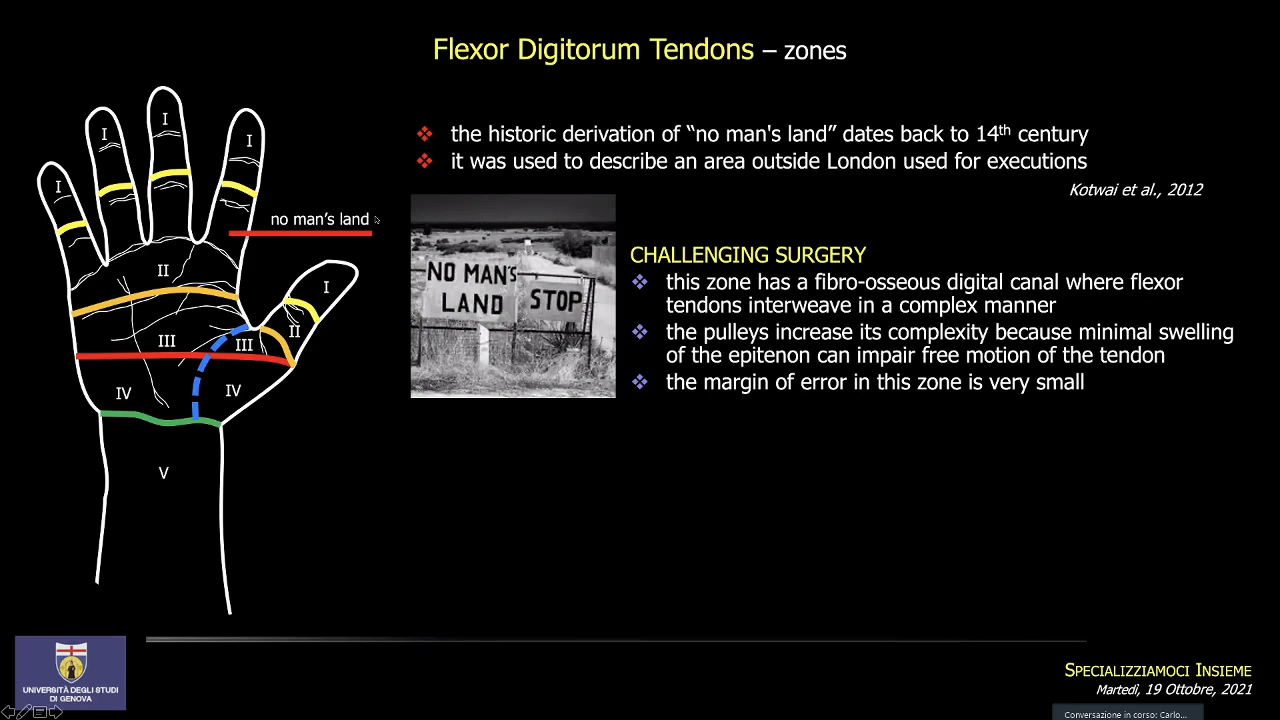 Flexor Digitorum Tendons – zones
❖ the historic derivation of “no man's land” dates back to 14th century
❖ it was used to describe an area outside London used for executions
Kotwai et al., 2012
I
I
I
I
no man’s land
II
I
II
III
III
IV
IV
V
NO MAN'S
LAND
STOP
CHALLENGING SURGERY
❖ this zone has a fibro-osseous digital canal where flexor
tendons interweave in a complex manner
❖ the pulleys increase its complexity because minimal swelling
of the epitenon can impair free motion of the tendon
❖ the margin of error in this zone is very small
UNIVERSITÀ DEGLI STUDI
DI GENOVA
SPECIALIZZIAMOCI INSIEME
Martedì, 19 Ottobre, 2021
Conversazione in corso: Carlo...